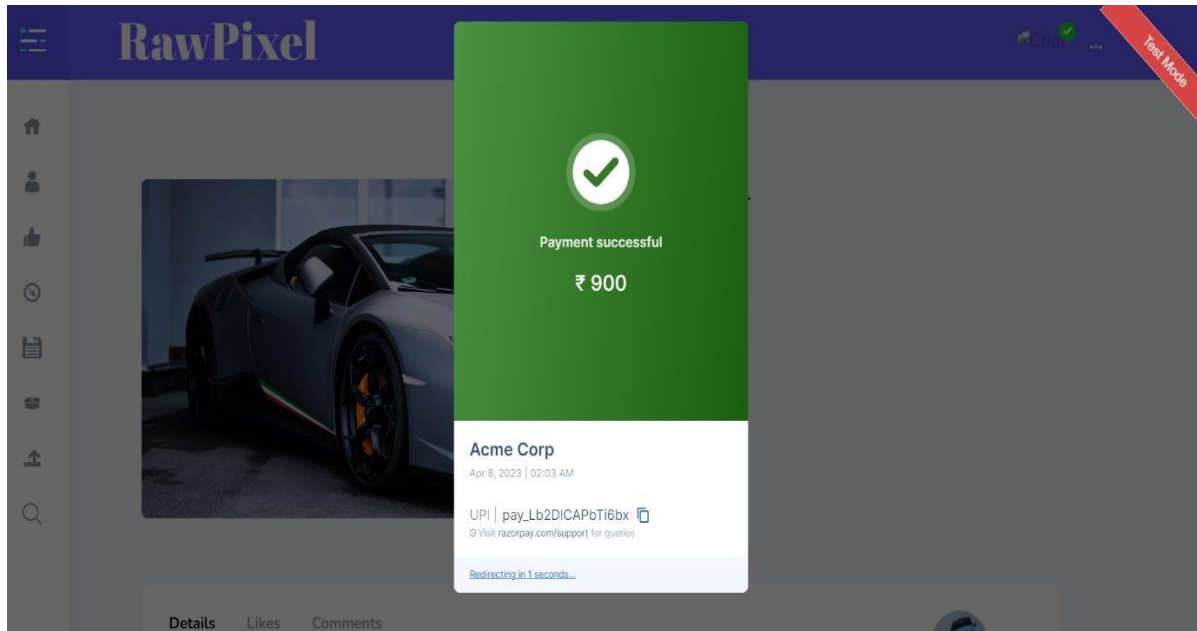 RawPixel
Chat
...
Test Mode
Payment successful
₹ 900
Acme Corp
Apr 8, 2023 | 02:03 AM
UPI | pay_Lb2DICAPbTi6bx
Visit razorpay.com/support for queries
Redirecting in 1 seconds...
Details Likes Comments